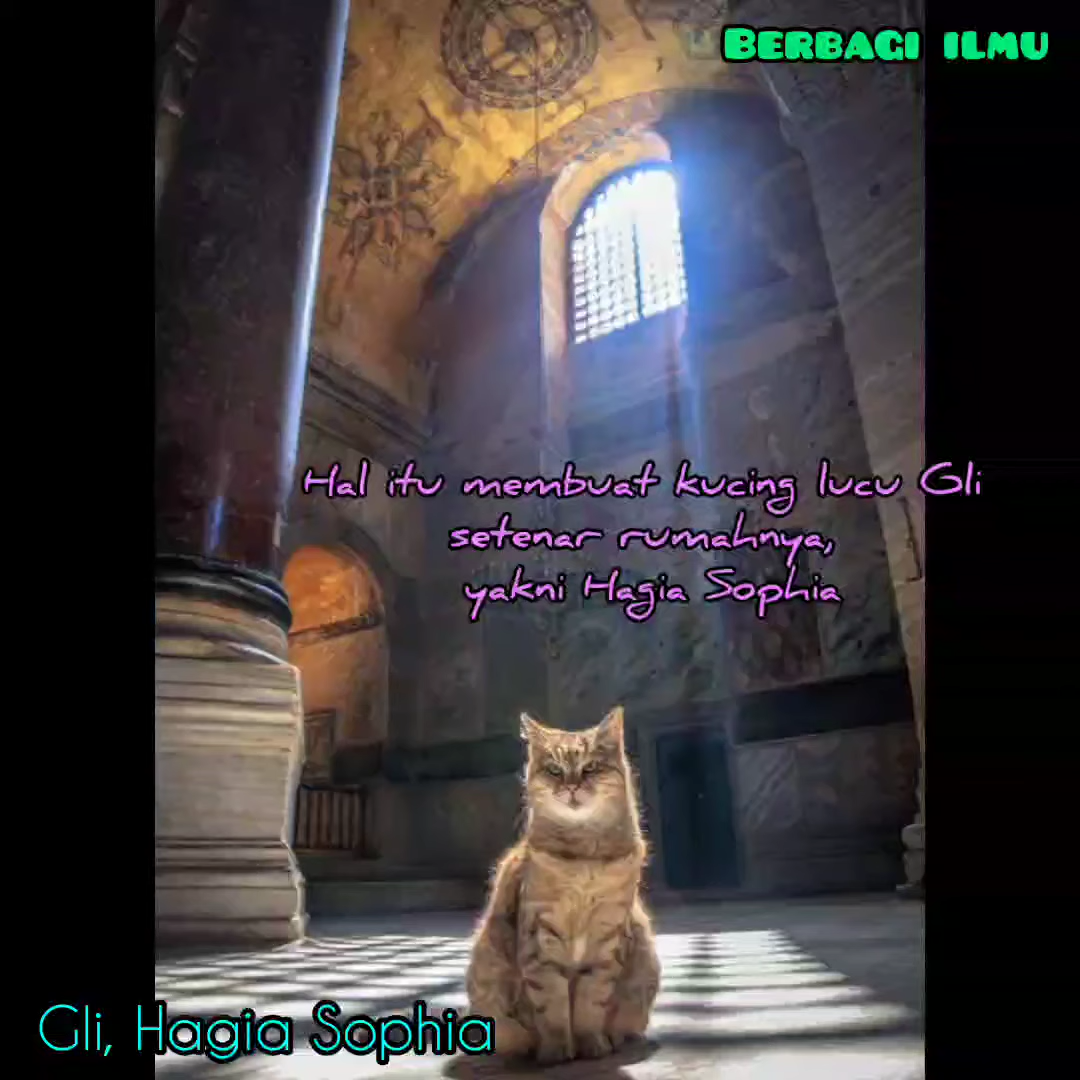 Berbagi ilmu
Hal itu membuat kucing lucu Gli
setenar rumahnya,
yakni Hagia Sophia
Gli, Hagia Sophia